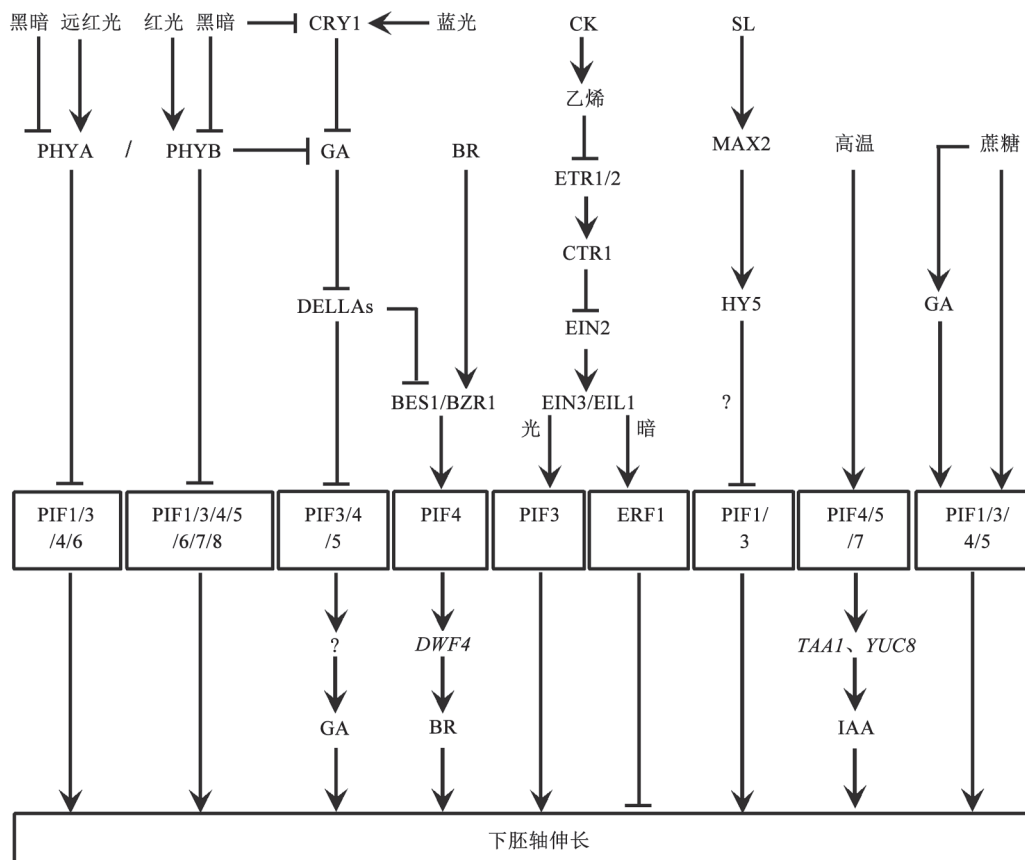 黑暗 远红光 红光 黑暗 CRY1 蓝光 CK SL
乙烯
PHYA / PHYB GA BR MAX2 高温 蔗糖
ETR1/2
CTR1
DELLAs HY5 GA
EIN2
BES1/BZR1 EIN3/EIL1 ?
光 暗
PIF1/3 PIF1/3/4/5 PIF3/4 PIF4 PIF3 ERF1 PIF1/ PIF4/5 PIF1/3/
/4/6 /6/7/8 /5 3 /7 4/5
? DWF4 TAA1、YUC8
GA BR IAA
下胚轴伸长